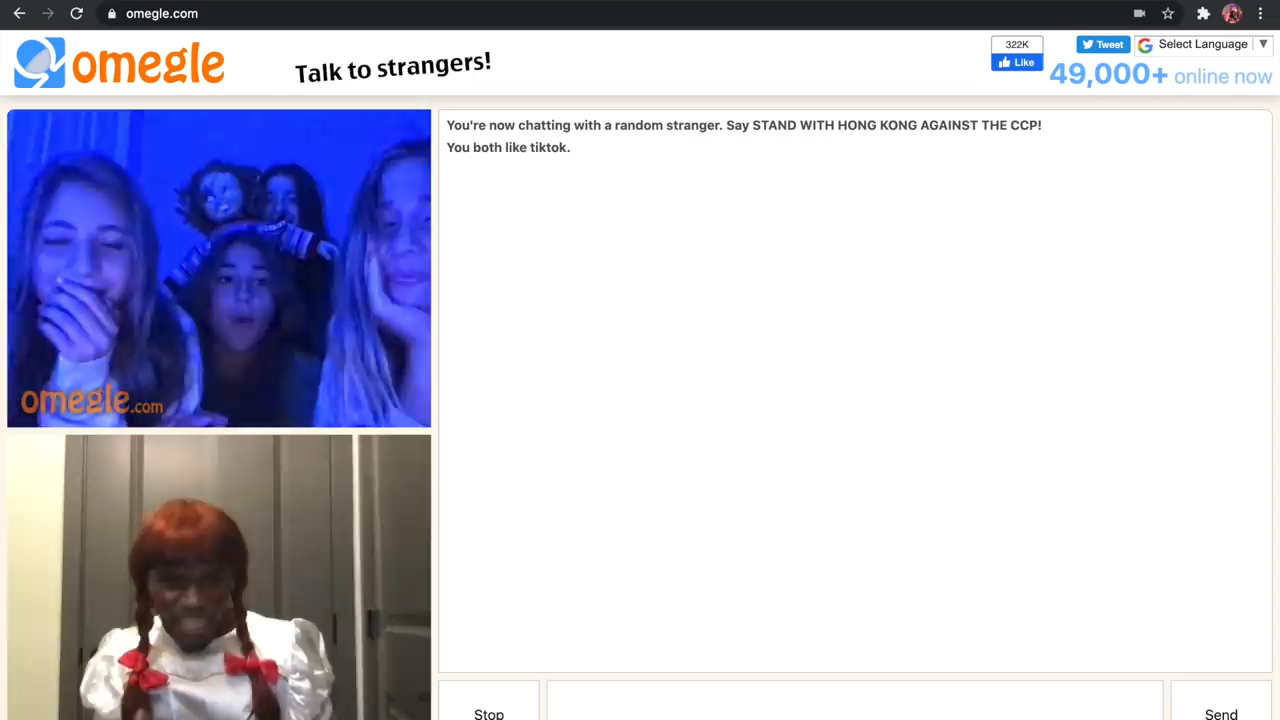 omegle.com
omegle
Talk to strangers!
322K
Like
Tweet
Select Language
49,000+ online now
You're now chatting with a random stranger. Say STAND WITH HONG KONG AGAINST THE CCP!
You both like tiktok.
omegle.com
Stop
Send